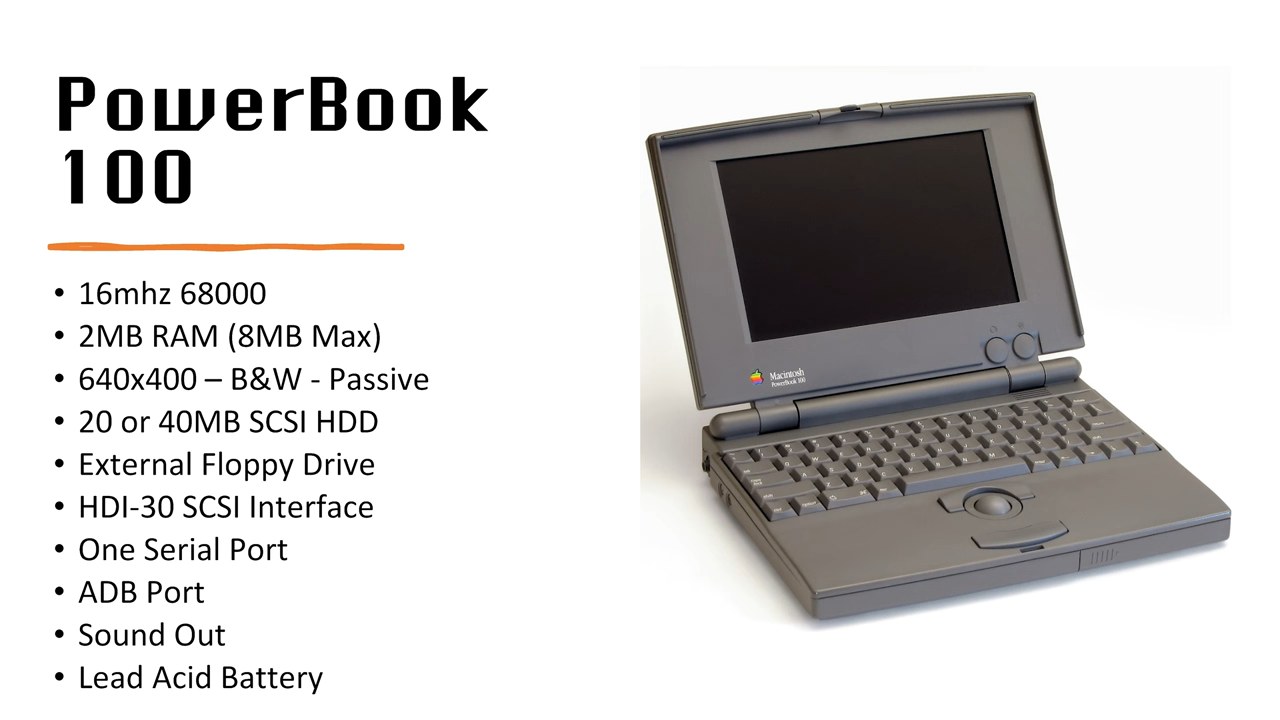 PowerBook
100
• 16mhz 68000
• 2MB RAM (8MB Max)
• 640x400 – B&W - Passive
• 20 or 40MB SCSI HDD
• External Floppy Drive
• HDI-30 SCSI Interface
• One Serial Port
• ADB Port
• Sound Out
• Lead Acid Battery
Macintosh
PowerBook 100